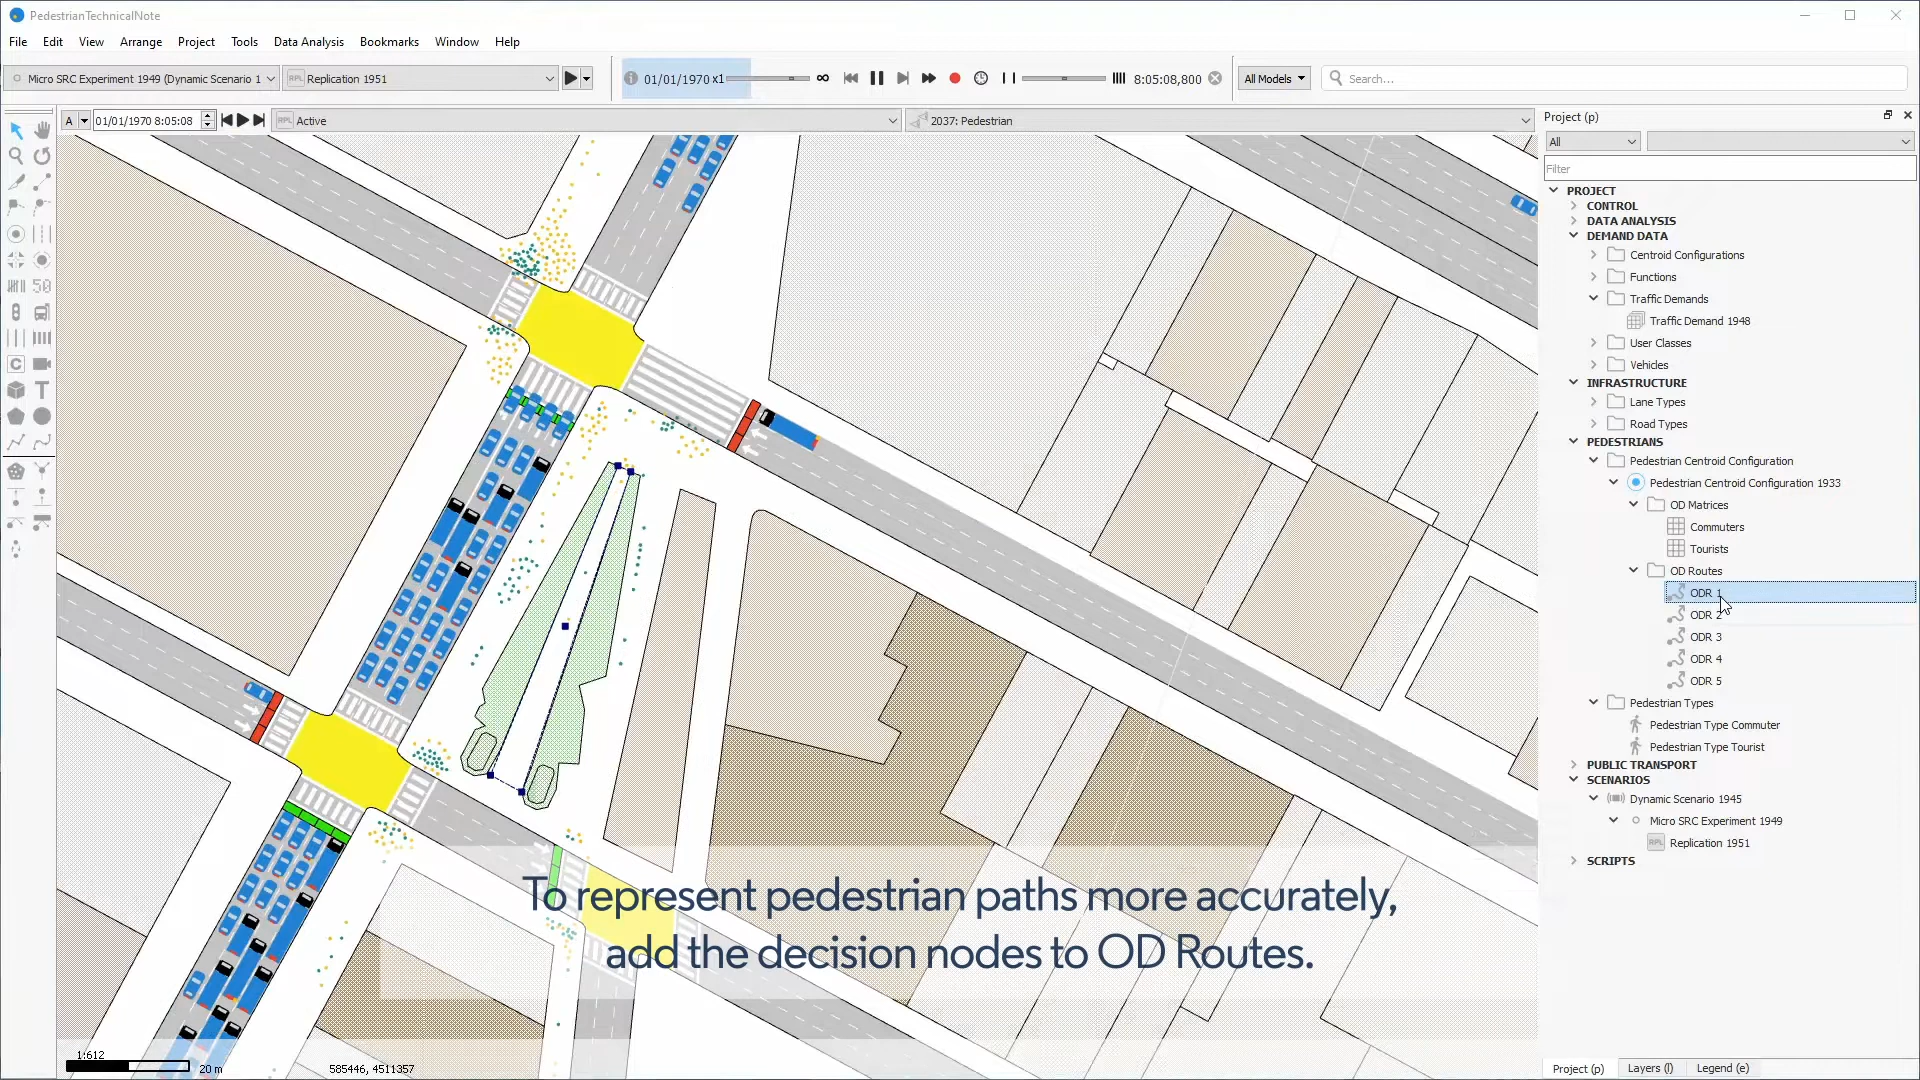 PedestrianTechnicalNote
File Edit View Arrange Project Tools Data Analysis Bookmarks Window Help
Micro SRC Experiment 1949 (Dynamic Scenario 1
RPL Replication 1951
01/01/1970 x1
8:05:08,800
All Models
Search...
A 01/01/1970 8:05:08
RPL Active
2037: Pedestrian
50
C
T
To represent pedestrian paths more accurately,
add the decision nodes to OD Routes.
1:612
20 m
585446, 4511357
Project (p)
All
Filter
PROJECT
CONTROL
DATA ANALYSIS
DEMAND DATA
Centroid Configurations
Functions
Traffic Demands
Traffic Demand 1948
User Classes
Vehicles
INFRASTRUCTURE
Lane Types
Road Types
PEDESTRIANS
Pedestrian Centroid Configuration
Pedestrian Centroid Configuration 1933
OD Matrices
Commuters
Tourists
OD Routes
ODR 1
ODR 2
ODR 3
ODR 4
ODR 5
Pedestrian Types
Pedestrian Type Commuter
Pedestrian Type Tourist
PUBLIC TRANSPORT
SCENARIOS
Dynamic Scenario 1945
Micro SRC Experiment 1949
RPL Replication 1951
SCRIPTS
Project (p) Layers (l) Legend (e)